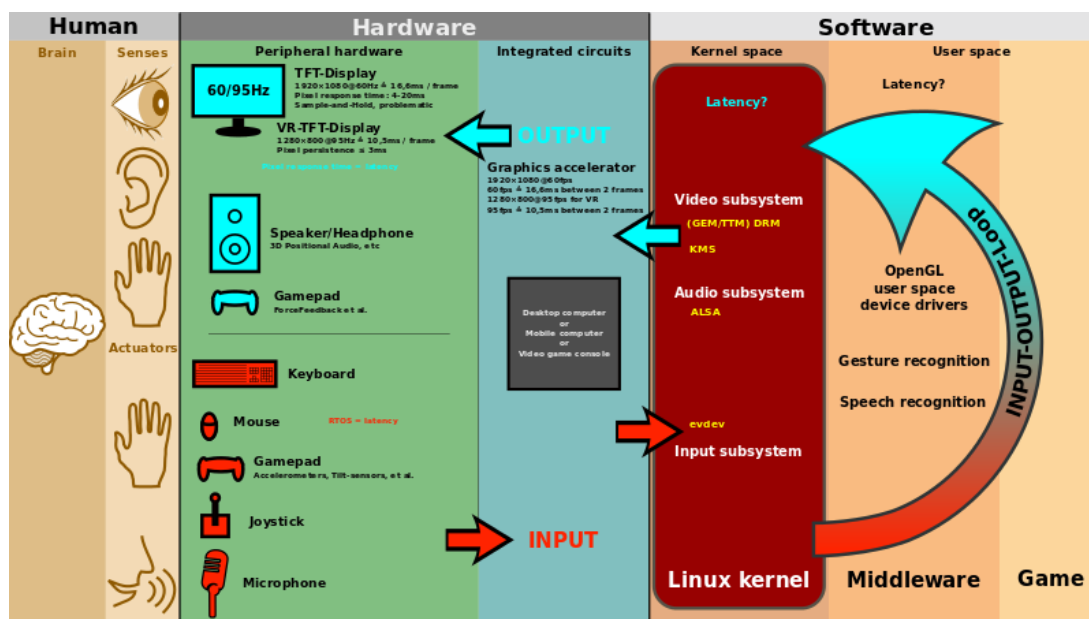 Human
Hardware
Software
Brain
Senses
Peripheral hardware
Integrated circuits
Kernel space
User space
60/95Hz
TFT-Display
1920×1080@60Hz ≙ 16,6ms / frame
Pixel response time : 4-20ms
Sample-and-Hold, problematic
VR-TFT-Display
1280×800@95Hz ≙ 10,5ms / frame
Pixel persistence ≤ 3ms
Pixel response time = latency
OUTPUT
Graphics accelerator
1920×1080@60fps
60fps ≙ 16,6ms between 2 frames
1280×800@95fps for VR
95fps ≙ 10,5ms between 2 frames
Latency?
Latency?
Video subsystem
(GEM/TTM) DRM
KMS
Speaker/Headphone
3D Positional Audio, etc
Gamepad
ForceFeedback et al.
Desktop computer
or
Mobile computer
or
Video game console
Audio subsystem
ALSA
OpenGL
user space
device drivers
INPUT-OUTPUT-Loop
Gesture recognition
Speech recognition
Actuators
Keyboard
Mouse
RTOS = latency
Gamepad
Accelerometers, Tilt-sensors, et al.
Joystick
Microphone
INPUT
evdev
Input subsystem
Linux kernel
Middleware
Game